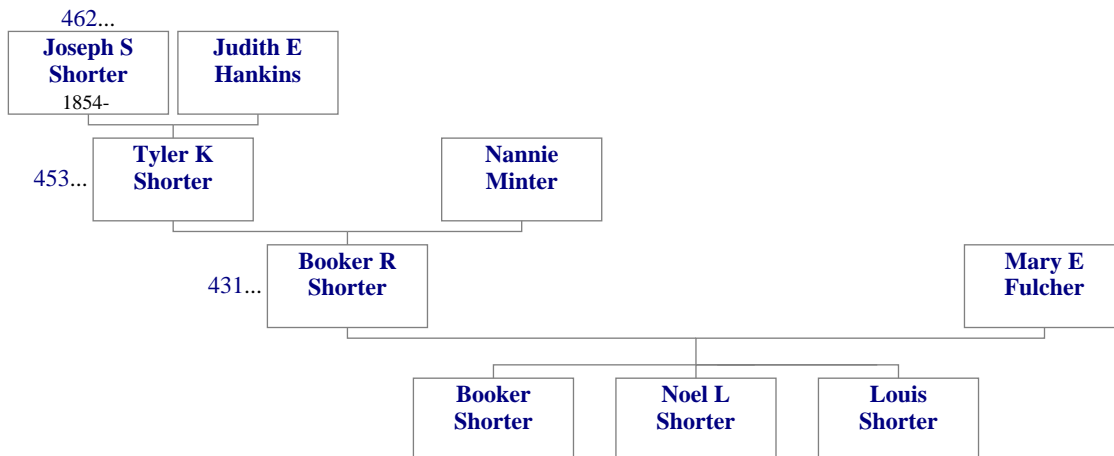 462...
Joseph S
Shorter
1854-
Judith E
Hankins
453...
Tyler K
Shorter
Nannie
Minter
431...
Booker R
Shorter
Mary E
Fulcher
Booker
Shorter
Noel L
Shorter
Louis
Shorter